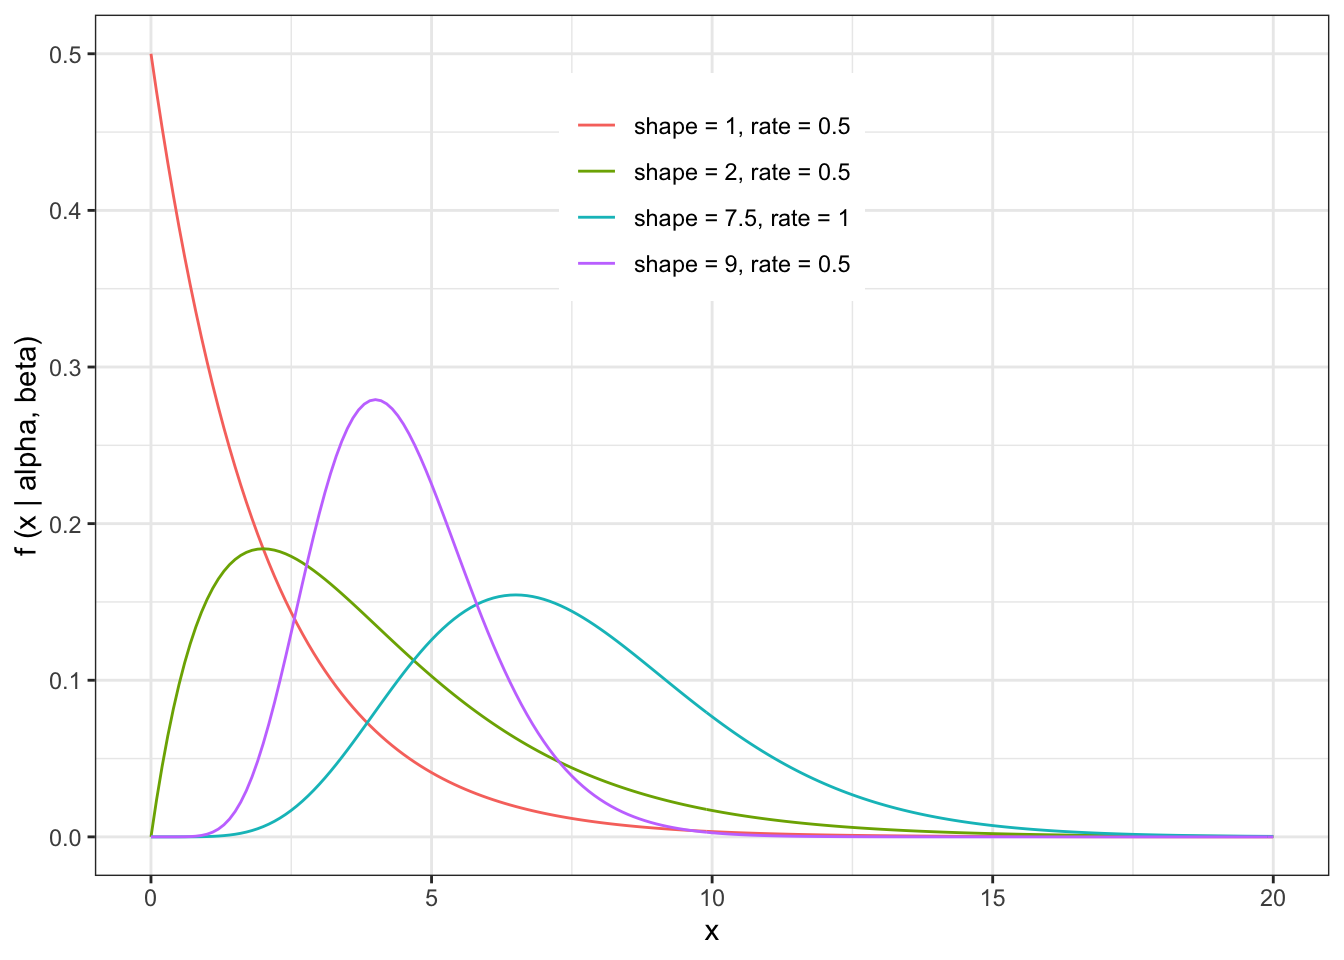 0.5
0.4
0.3
0.2
0.1
0.0
f (x | alpha, beta)
shape = 1, rate = 0.5
shape = 2, rate = 0.5
shape = 7.5, rate = 1
shape = 9, rate = 0.5
0 5 10 15 20
x